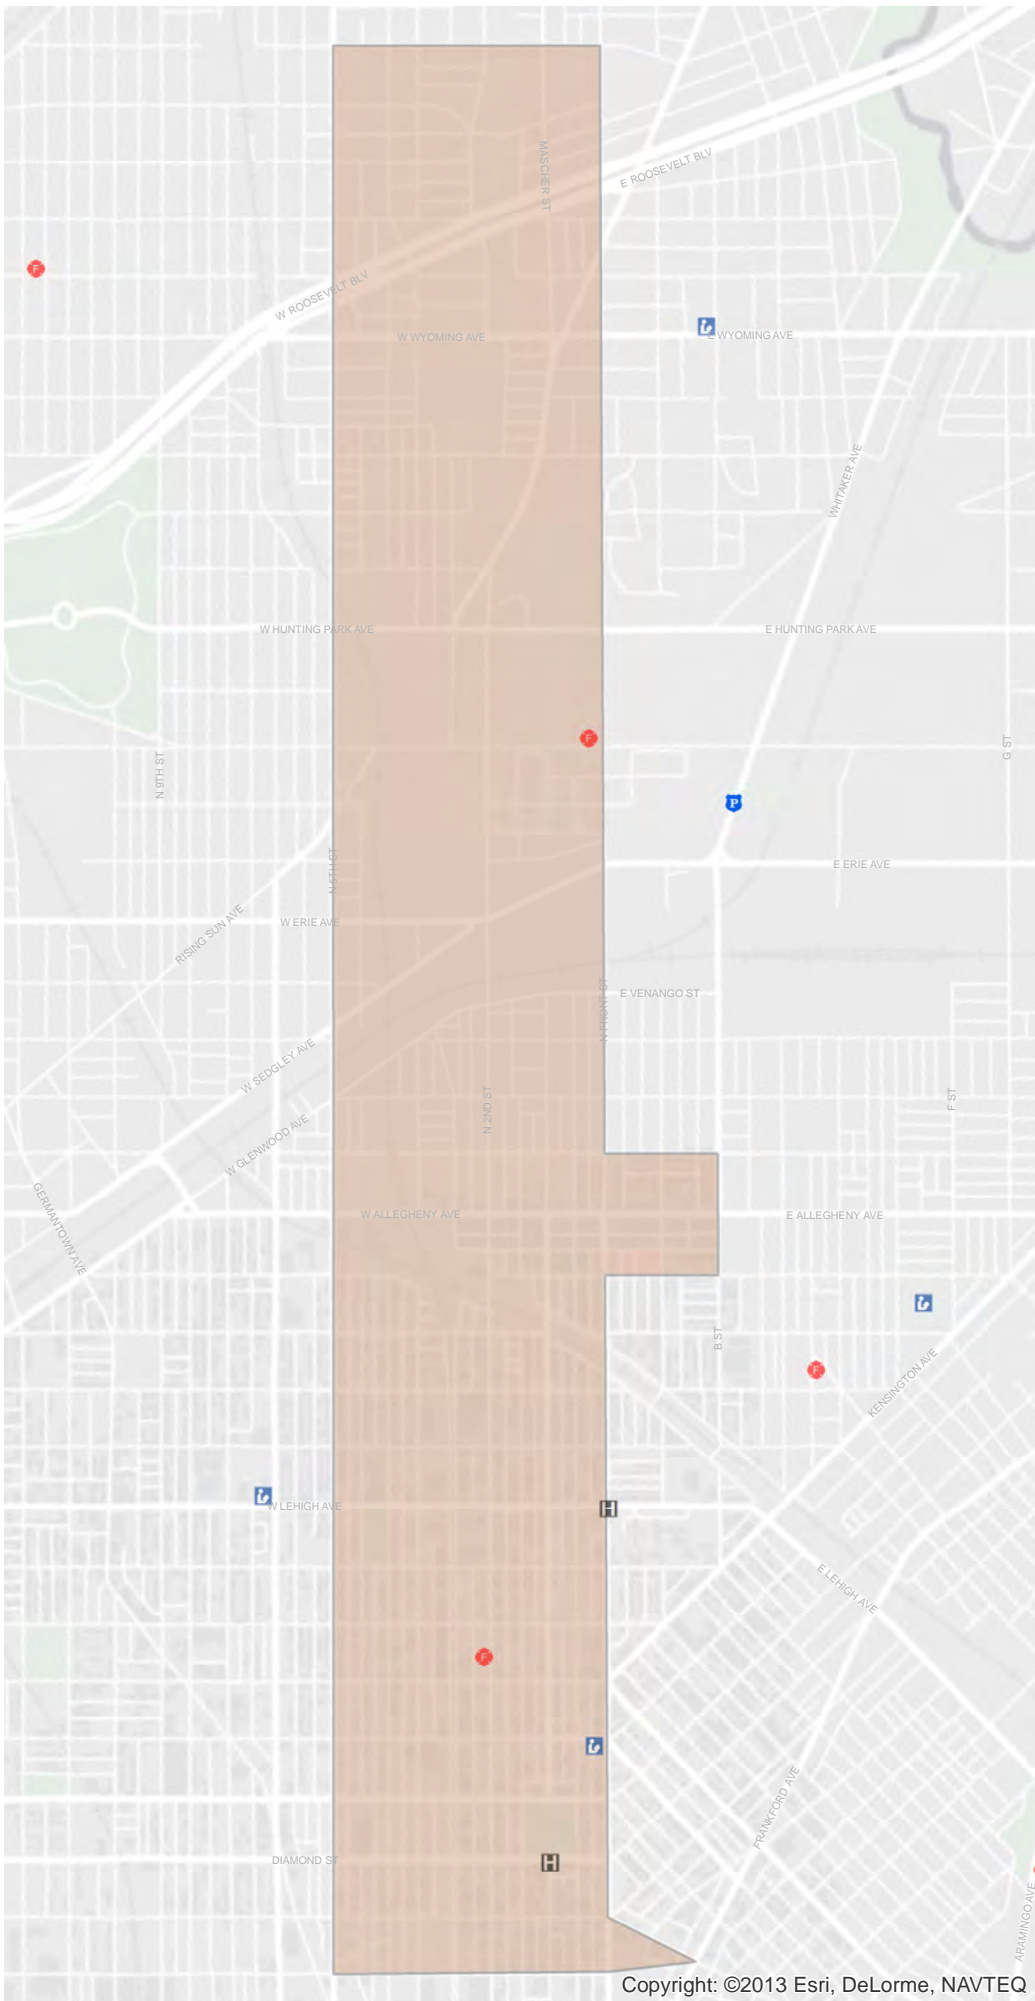 MASCHER ST
E ROOSEVELT BLV
F
W ROOSEVELT BLV
W WYOMING AVE
E WYOMING AVE
WHITAKER AVE
W HUNTING PARK AVE
E HUNTING PARK AVE
F
G ST
N 9TH ST
P
N 5TH ST
E ERIE AVE
W ERIE AVE
RISING SUN AVE
E VENANGO ST
N FRONT ST
W SEDGLEY AVE
N 2ND ST
F ST
W GLENWOOD AVE
GERMANTOWN AVE
W ALLEGHENY AVE
E ALLEGHENY AVE
B ST
F
KENSINGTON AVE
W LEHIGH AVE
H
E LEHIGH AVE
F
FRANKFORD AVE
DIAMOND ST
H
ARAMINGO AVE
Copyright: ©2013 Esri, DeLorme, NAVTEQ